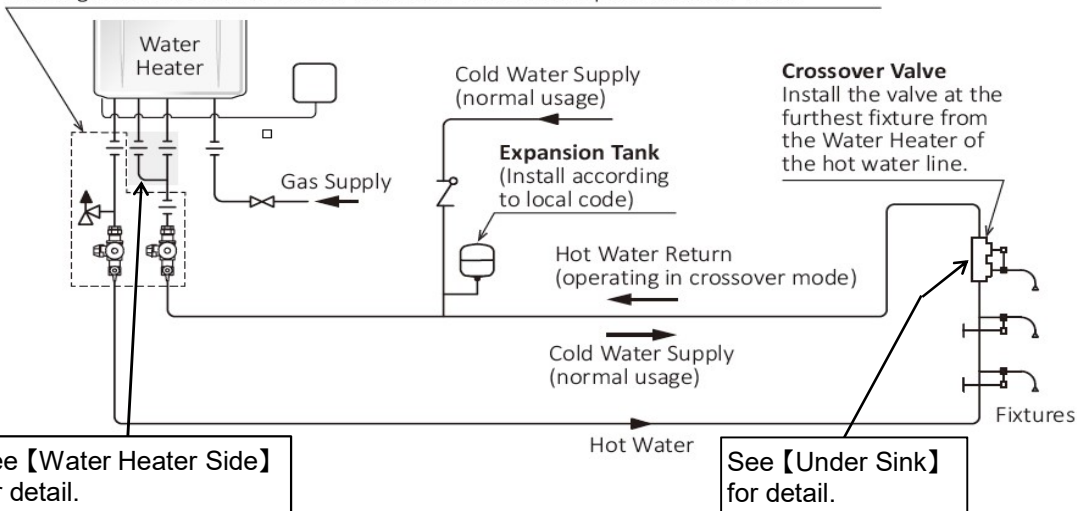 Water
Heater
Cold Water Supply
(normal usage)
Crossover Valve
Install the valve at the
furthest fixture from
the Water Heater of
the hot water line.
Expansion Tank
(Install according
to local code)
Gas Supply
Hot Water Return
(operating in crossover mode)
Cold Water Supply
(normal usage)
Fixtures
Hot Water
【Water Heater Side】
detail.
See【Under Sink】
for detail.